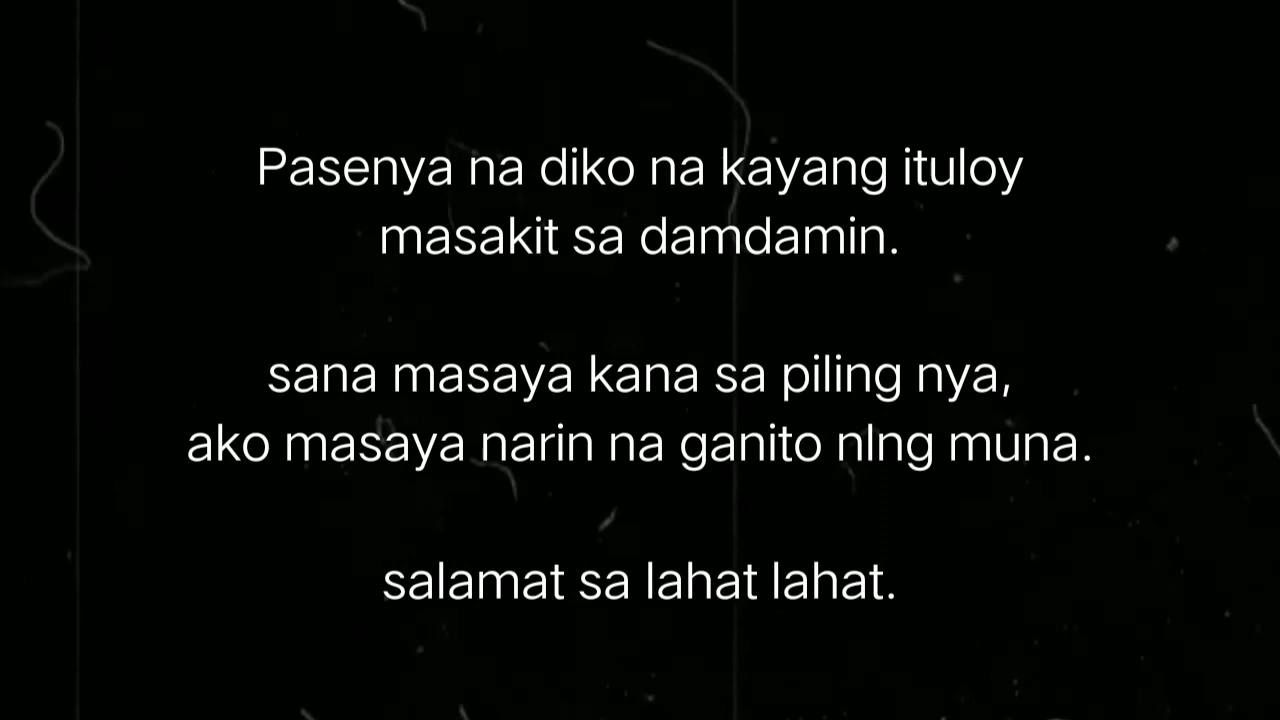 Pasenya na diko na kayang ituloy
masakit sa damdamin.
sana masaya kana sa piling nya,
ako masaya narin na ganito nlng muna.
salamat sa lahat lahat.